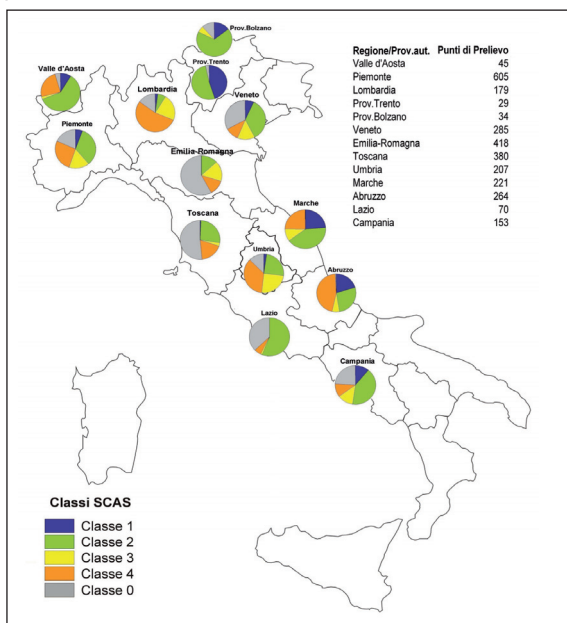 Prov.Bolzano
Valle d'Aosta
Prov.Trento
Lombardia
Veneto
Piemonte
Emilia-Romagna
Toscana
Marche
Umbria
Abruzzo
Lazio
Campania
Regione/Prov.aut. Punti di Prelievo
Valle d'Aosta 45
Piemonte 605
Lombardia 179
Prov.Trento 29
Prov.Bolzano 34
Veneto 285
Emilia-Romagna 418
Toscana 380
Umbria 207
Marche 221
Abruzzo 264
Lazio 70
Campania 153
Classi SCAS
Classe 1
Classe 2
Classe 3
Classe 4
Classe 0